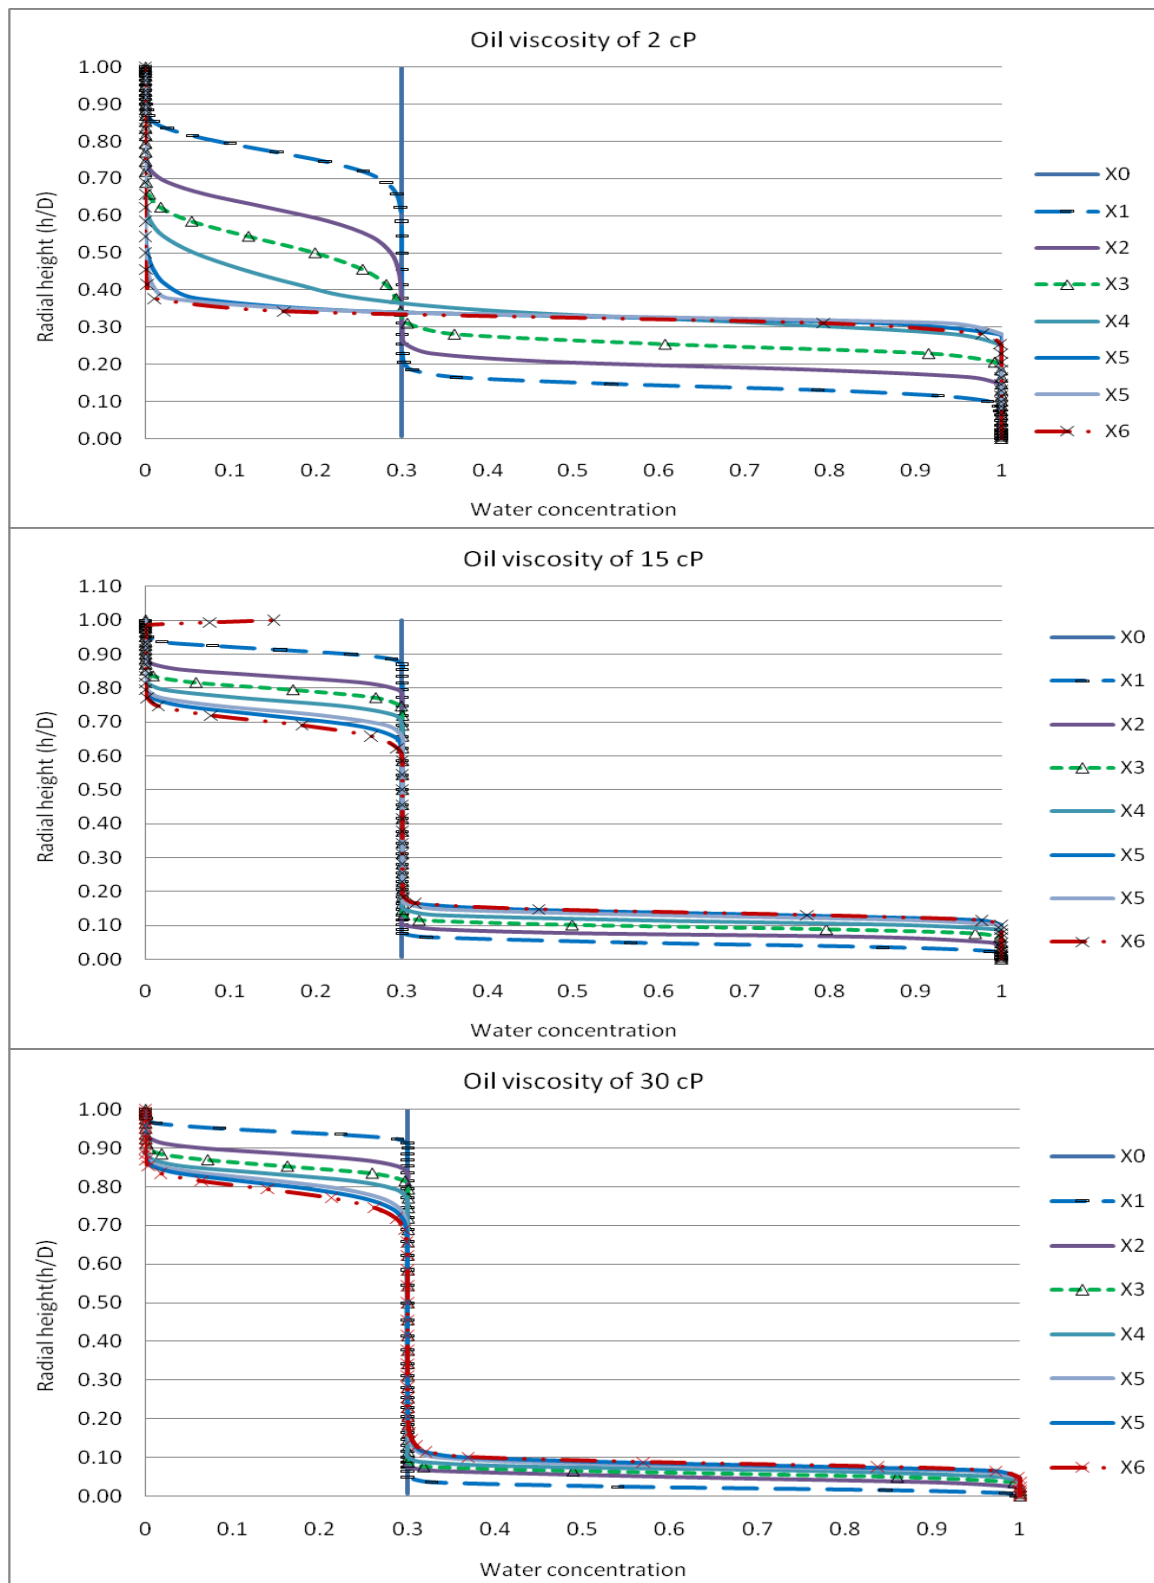 Oil viscosity of 2 cP
1.00
0.90
0.80
0.70
0.60
0.50
0.40
0.30
0.20
0.10
0.00
Radial height (h/D)
0 0.1 0.2 0.3 0.4 0.5 0.6 0.7 0.8 0.9 1
Water concentration
X0
X1
X2
X3
X4
X5
X5
X6
Oil viscosity of 15 cP
1.10
1.00
0.90
0.80
0.70
0.60
0.50
0.40
0.30
0.20
0.10
0.00
Radial height (h/D)
0 0.1 0.2 0.3 0.4 0.5 0.6 0.7 0.8 0.9 1
Water concentration
X0
X1
X2
X3
X4
X5
X5
X6
Oil viscosity of 30 cP
1.00
0.90
0.80
0.70
0.60
0.50
0.40
0.30
0.20
0.10
0.00
Radial height(h/D)
0 0.1 0.2 0.3 0.4 0.5 0.6 0.7 0.8 0.9 1
Water concentration
X0
X1
X2
X3
X4
X5
X5
X6